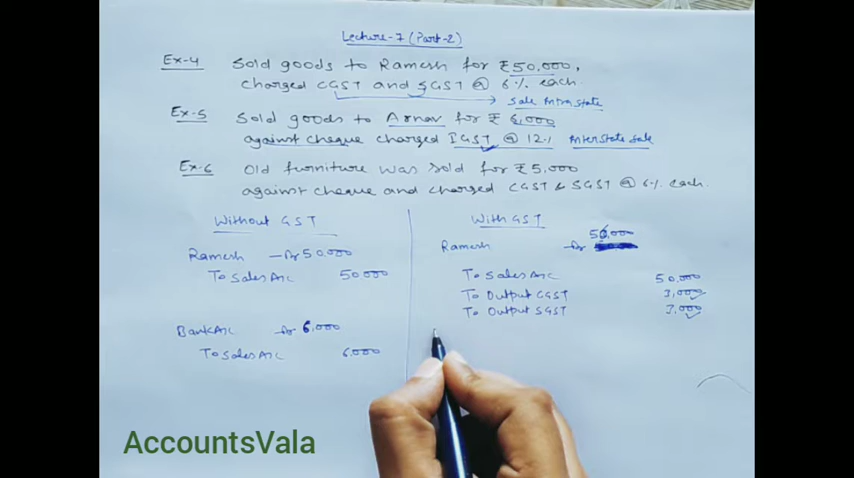 Lecture-7 (Part-2)
Ex-4 Sold goods to Ramesh for ₹50,000,
charged CGST and SGST @ 6% each.
Sale Intra State
Ex-5 Sold goods to Arnav for ₹ 6,000
against cheque charged IGST @ 12% Interstate Sale
Ex-6 Old furniture was sold for ₹5,000
against cheque and charged CGST & SGST @ 6% each.
Without GST
Ramesh — Dr 50,000
To Sales A/c 50,000
Bank A/c Dr 6,000
To Sales A/c 6,000
With GST
Ramesh Dr
To Sales A/c 50,000
To Output CGST 3,000
To Output SGST 3,000
AccountsVala